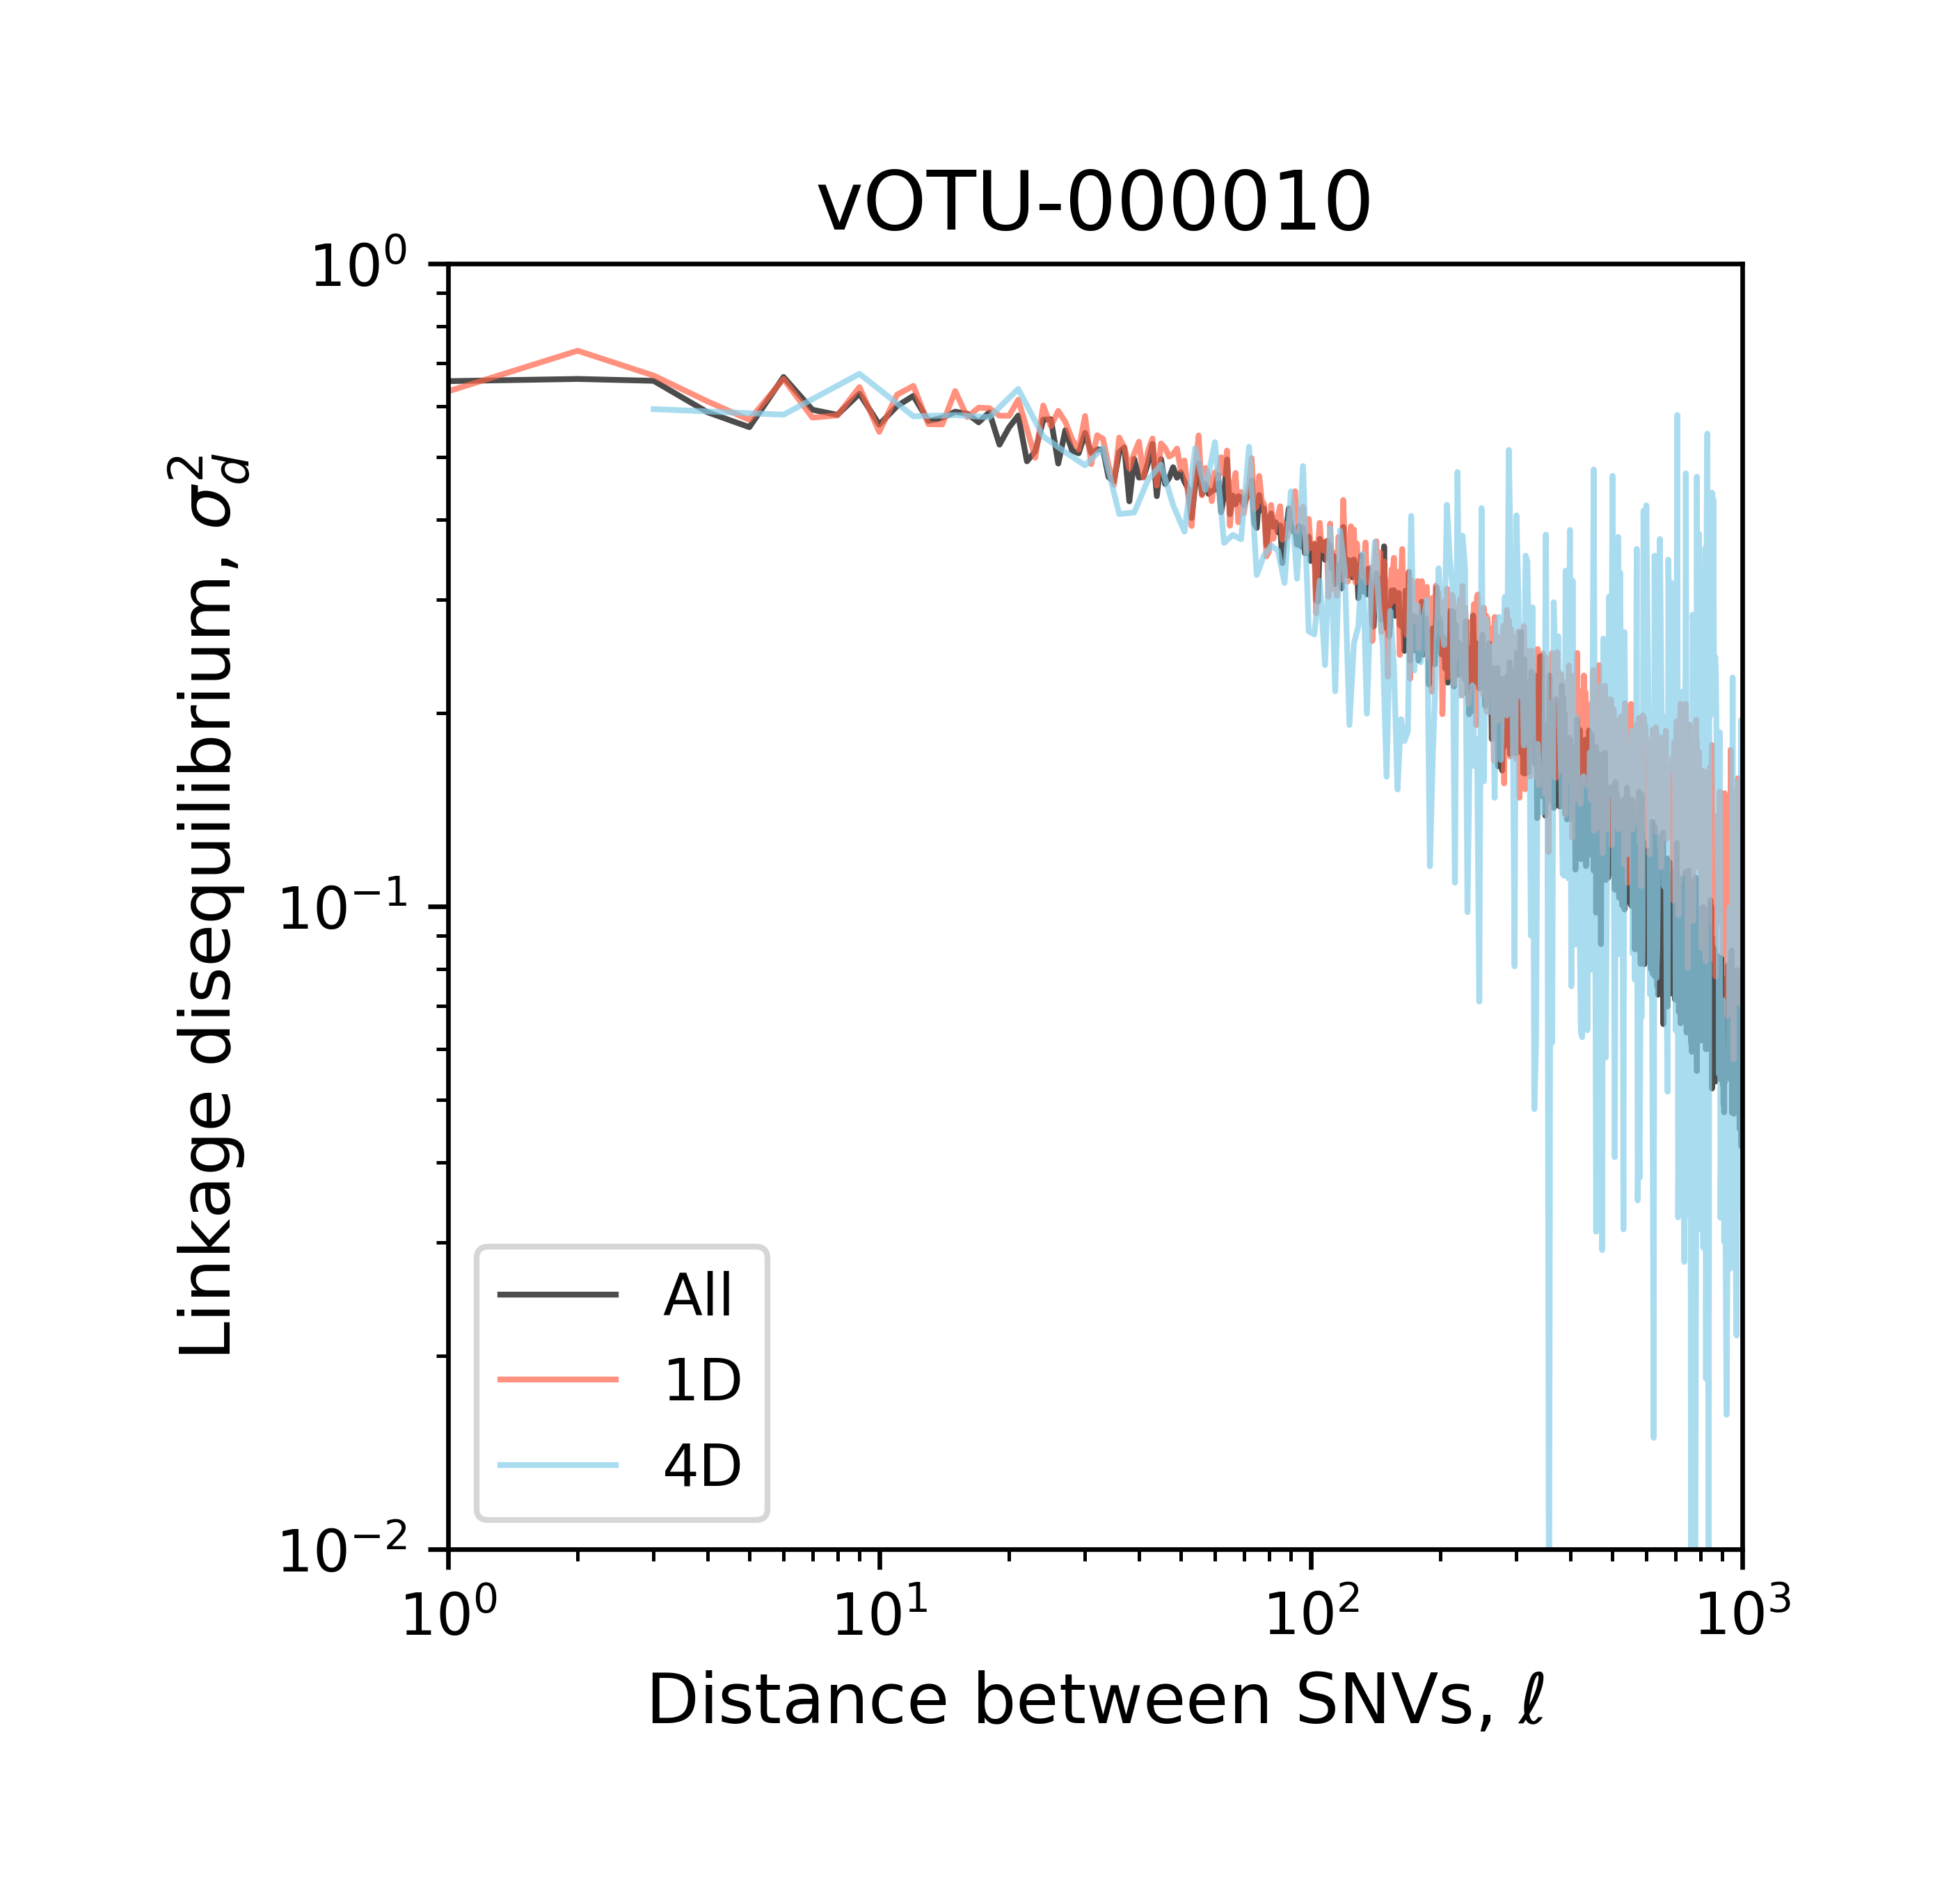 vOTU-000010
Linkage disequilibrium, σ_d^2
10^0
10^-1
10^-2
10^0 10^1 10^2 10^3
Distance between SNVs, ℓ
All
1D
4D